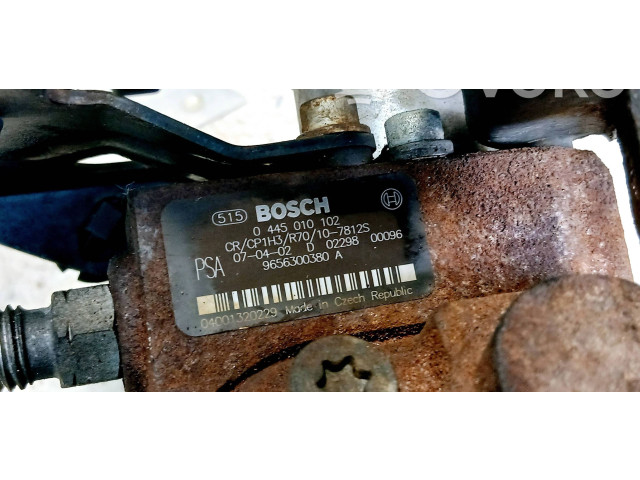 515 BOSCH
0 445 010 102
CR/CP1H3/R70/10-7812S
07-04-02 D 02298 00096
PSA 9656300380 A
04001320229 Made in Czech Republic